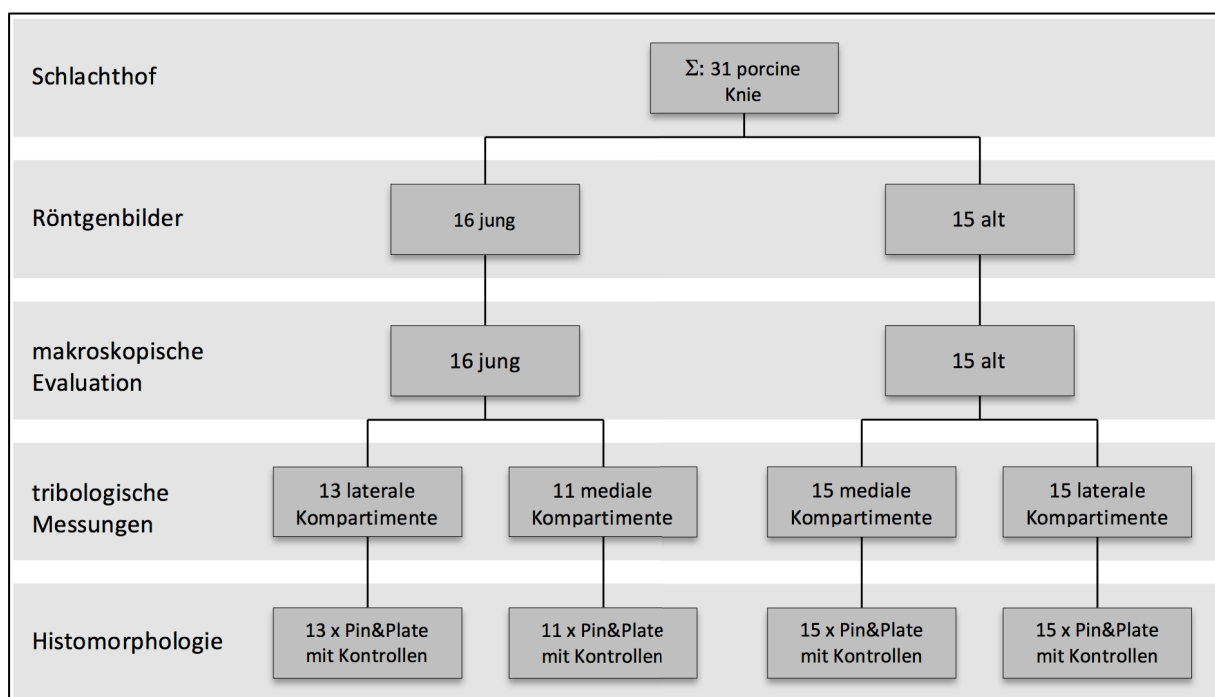 Schlachthof
Σ: 31 porcine
Knie
Röntgenbilder
16 jung
15 alt
makroskopische
Evaluation
16 jung
15 alt
tribologische
Messungen
13 laterale
Kompartimente
11 mediale
Kompartimente
15 mediale
Kompartimente
15 laterale
Kompartimente
Histomorphologie
13 x Pin&Plate
mit Kontrollen
11 x Pin&Plate
mit Kontrollen
15 x Pin&Plate
mit Kontrollen
15 x Pin&Plate
mit Kontrollen